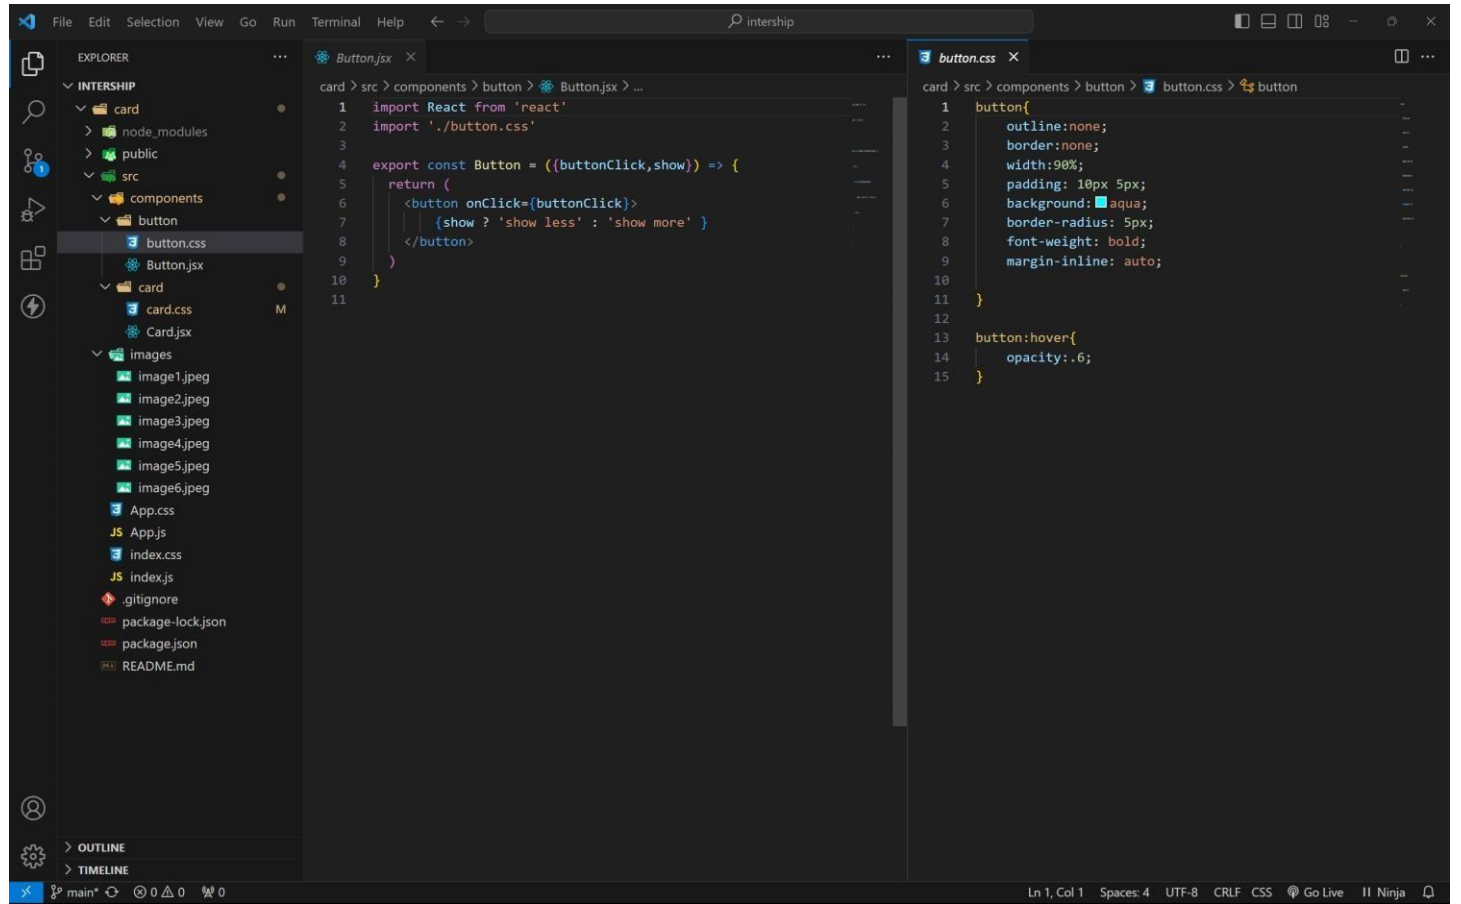 File Edit Selection View Go Run Terminal Help intership
EXPLORER
INTERSHIP
card
node_modules
public
src
components
button
button.css
Button.jsx
card
card.css M
Card.jsx
images
image1.jpeg
image2.jpeg
image3.jpeg
image4.jpeg
image5.jpeg
image6.jpeg
App.css
JS App.js
index.css
JS index.js
.gitignore
package-lock.json
package.json
README.md
OUTLINE
TIMELINE
Button.jsx
card > src > components > button > Button.jsx > ...
1 import React from 'react'
2 import './button.css'
3
4 export const Button = ({buttonClick,show}) => {
5 return (
6 <button onClick={buttonClick}>
7 {show ? 'show less' : 'show more' }
8 </button>
9 )
10 }
11
button.css
card > src > components > button > button.css > button
1 button{
2 outline:none;
3 border:none;
4 width:90%;
5 padding: 10px 5px;
6 background: aqua;
7 border-radius: 5px;
8 font-weight: bold;
9 margin-inline: auto;
10
11 }
12
13 button:hover{
14 opacity:.6;
15 }
1
main* 0 0 0 Ln 1, Col 1 Spaces: 4 UTF-8 CRLF CSS Go Live Ninja